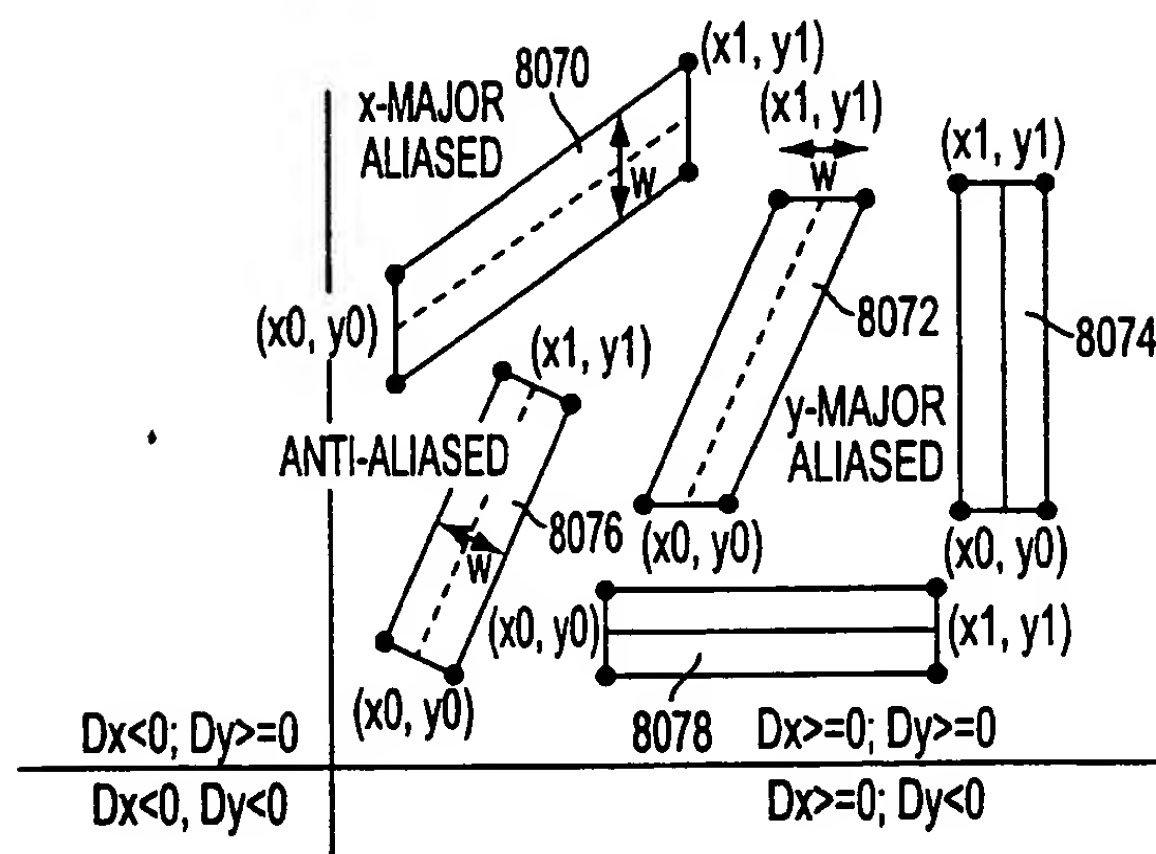 8070
(x1, y1)
x-MAJOR
ALIASED
W
(x0, y0)
(x1, y1)
W
8072
y-MAJOR
ALIASED
(x0, y0)
(x1, y1)
8074
(x0, y0)
(x1, y1)
ANTI-ALIASED
8076
W
(x0, y0)
(x0, y0)
(x1, y1)
8078
Dx<0; Dy>=0
Dx>=0; Dy>=0
Dx<0, Dy<0
Dx>=0; Dy<0